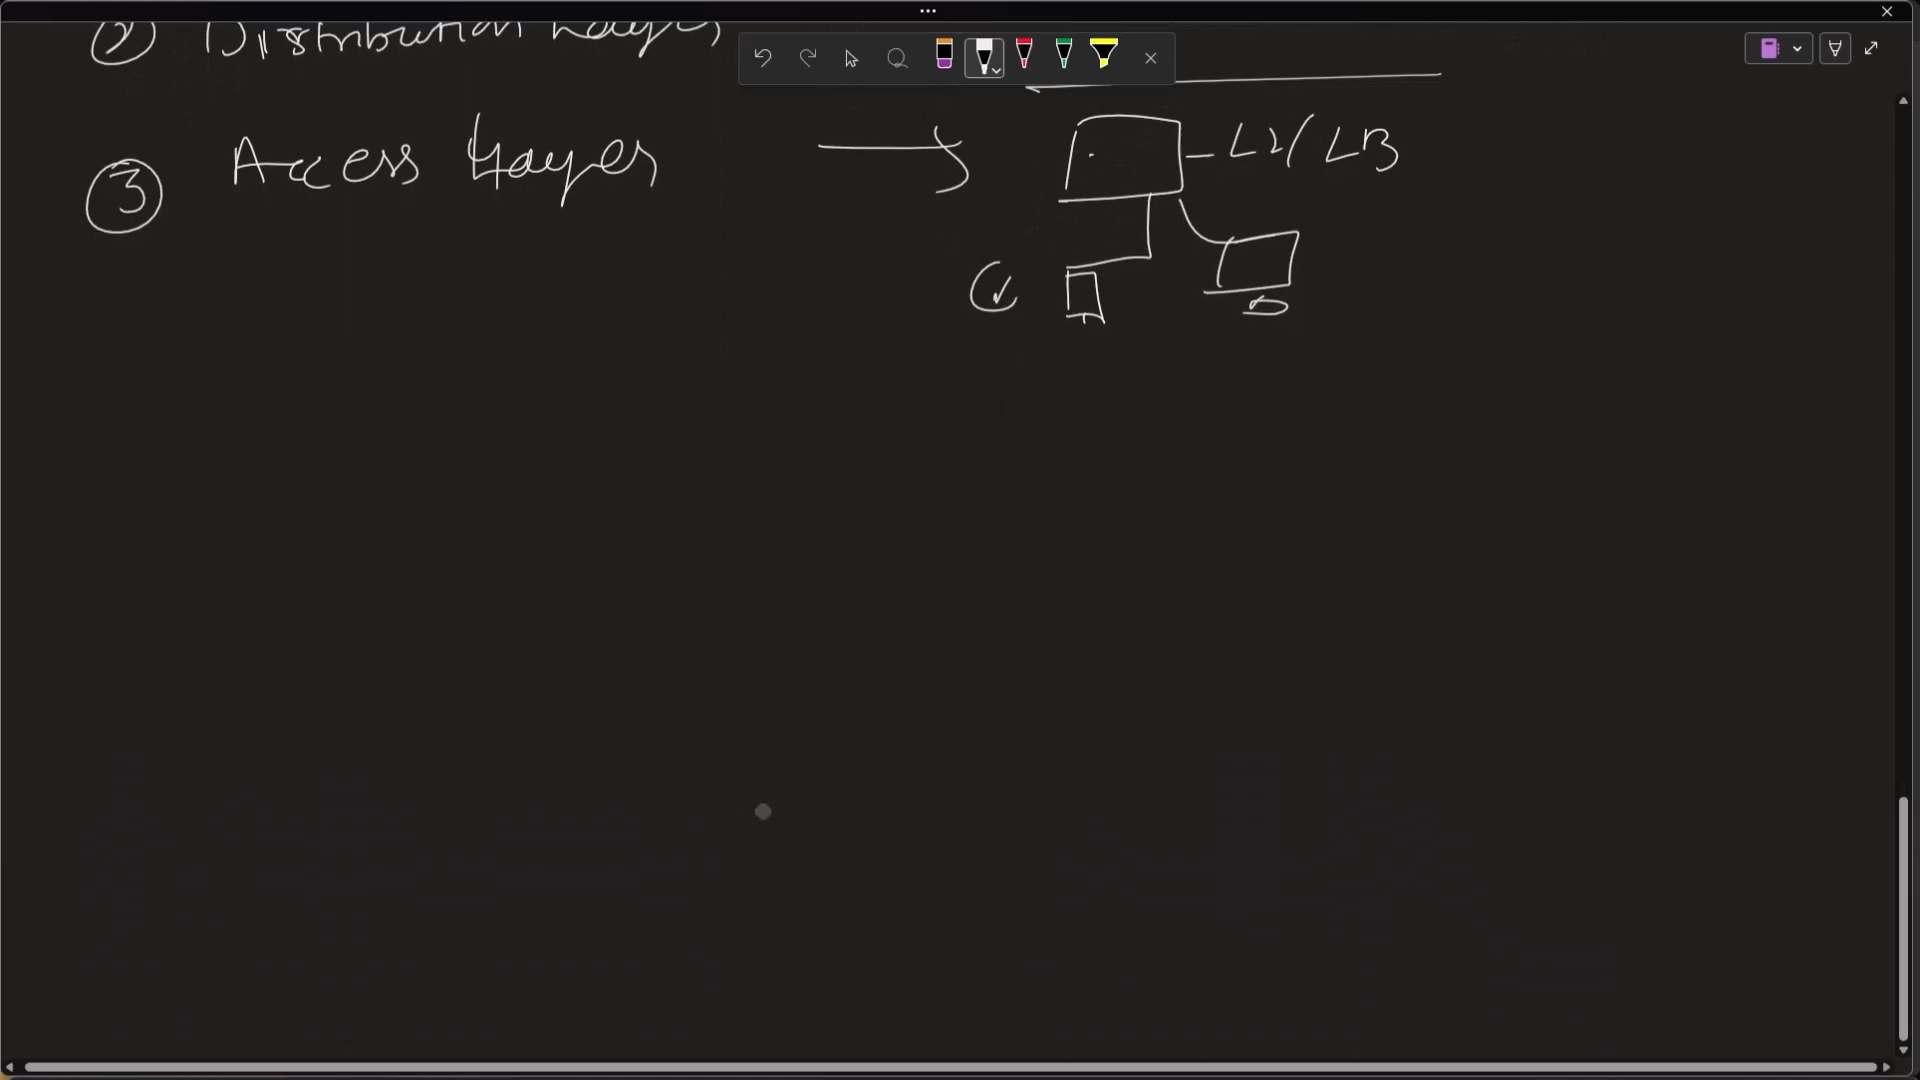 ② Distribution Layer
③ Access Layer → - L2/L3